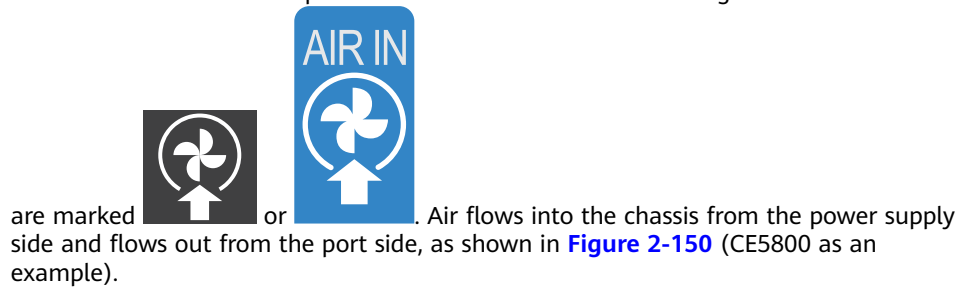 AIR IN
are marked or . Air flows into the chassis from the power supply
side and flows out from the port side, as shown in Figure 2-150 (CE5800 as an
example).